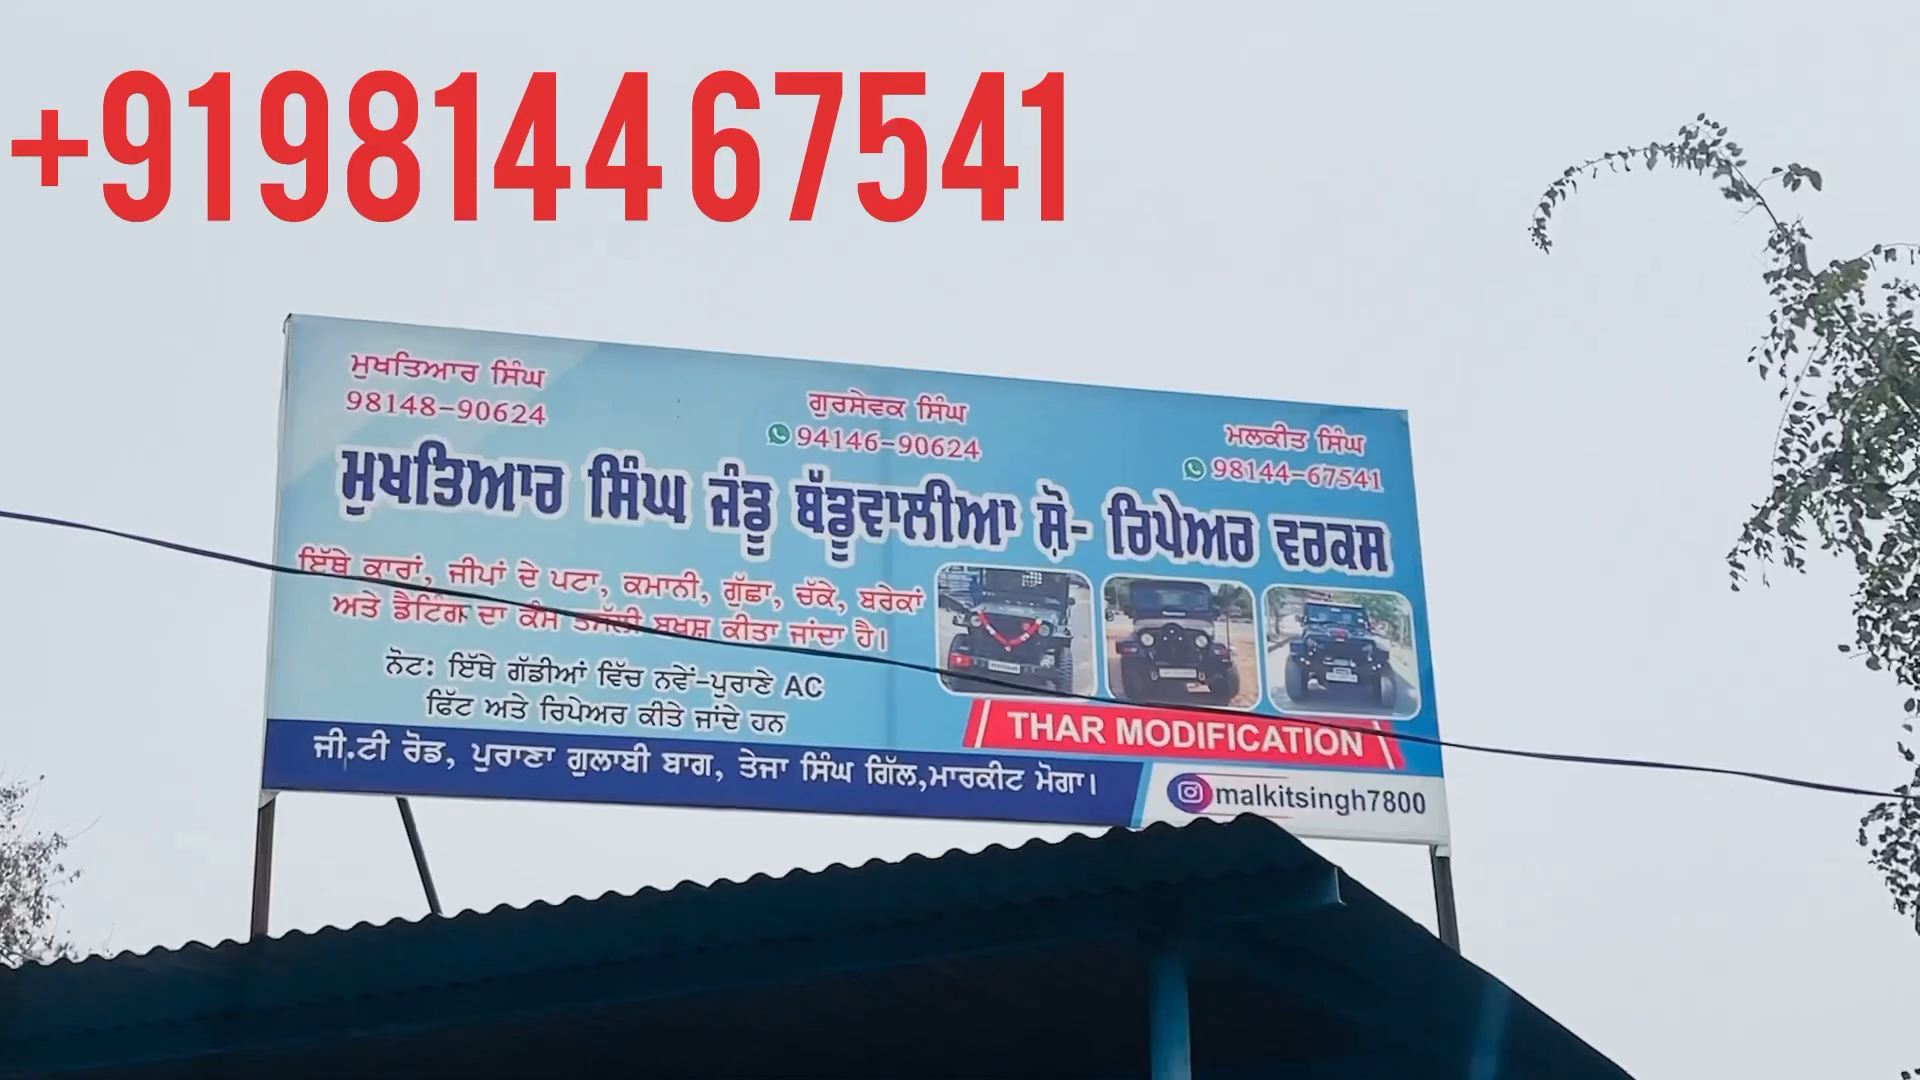 +919814467541
ਮੁਖਤਿਆਰ ਸਿੰਘ
98148-90624
ਗੁਰਸੇਵਕ ਸਿੰਘ
94146-90624
ਮਲਕੀਤ ਸਿੰਘ
98144-67541
ਮੁਖਤਿਆਰ ਸਿੰਘ ਜੰਡੂ ਥੱਡੂਵਾਲੀਆ ਸ਼ੋ- ਰਿਪੇਅਰ ਵਰਕਸ
ਇੱਥੇ ਕਾਰਾਂ, ਜੀਪਾਂ ਦੇ ਪਟਾ, ਕਮਾਨੀ, ਗੁੱਛਾ, ਚੱਕੇ, ਬਰੇਕਾਂ
ਅਤੇ ਡੈਟਿੰਗ ਦਾ ਕੰਮ ਤਸੱਲੀ ਬਖਸ਼ ਕੀਤਾ ਜਾਂਦਾ ਹੈ।
ਨੋਟ: ਇੱਥੇ ਗੱਡੀਆਂ ਵਿੱਚ ਨਵੇਂ-ਪੁਰਾਣੇ AC
ਫਿੱਟ ਅਤੇ ਰਿਪੇਅਰ ਕੀਤੇ ਜਾਂਦੇ ਹਨ
THAR MODIFICATION
ਜੀ.ਟੀ ਰੋਡ, ਪੁਰਾਣਾ ਗੁਲਾਬੀ ਬਾਗ, ਤੇਜਾ ਸਿੰਘ ਗਿੱਲ,ਮਾਰਕੀਟ ਮੋਗਾ।
malkitsingh7800